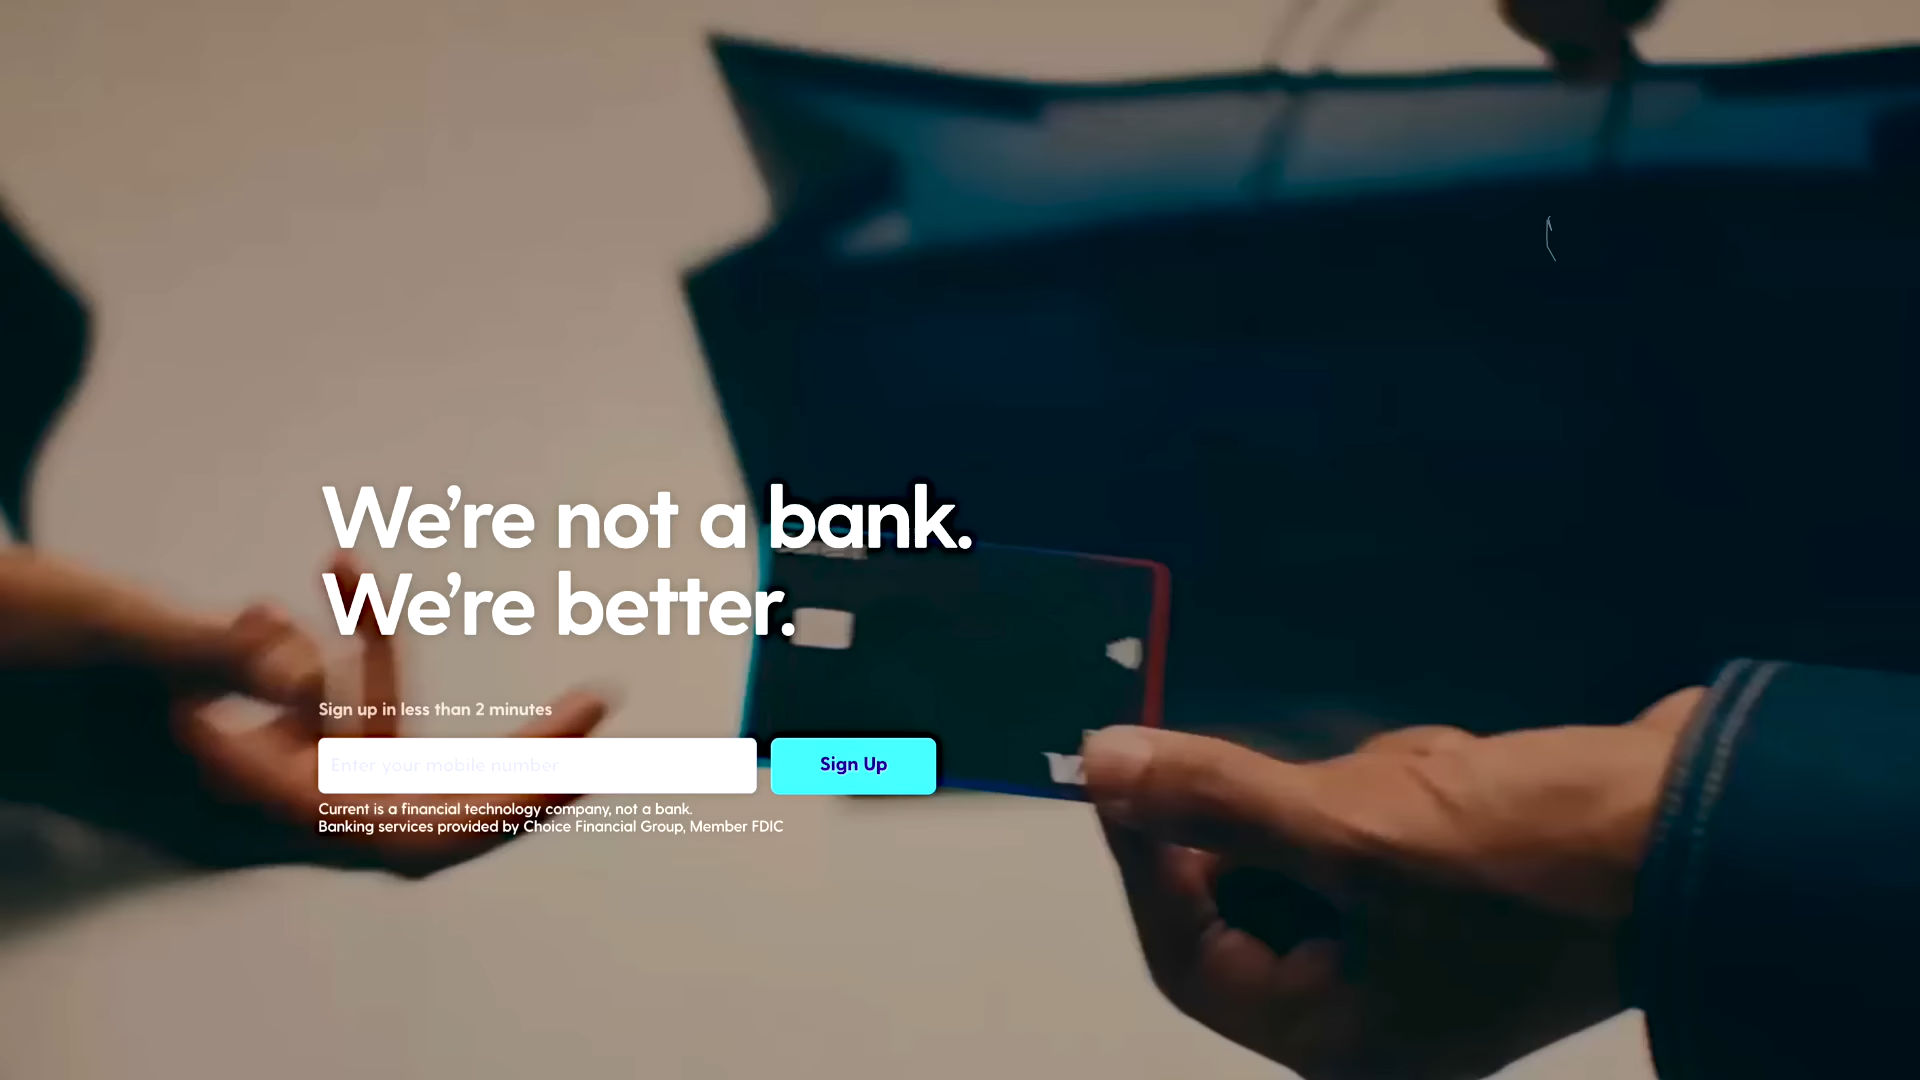 We’re not a bank.
We’re better.
Sign up in less than 2 minutes
Enter your mobile number
Sign Up
Current is a financial technology company, not a bank.
Banking services provided by Choice Financial Group, Member FDIC